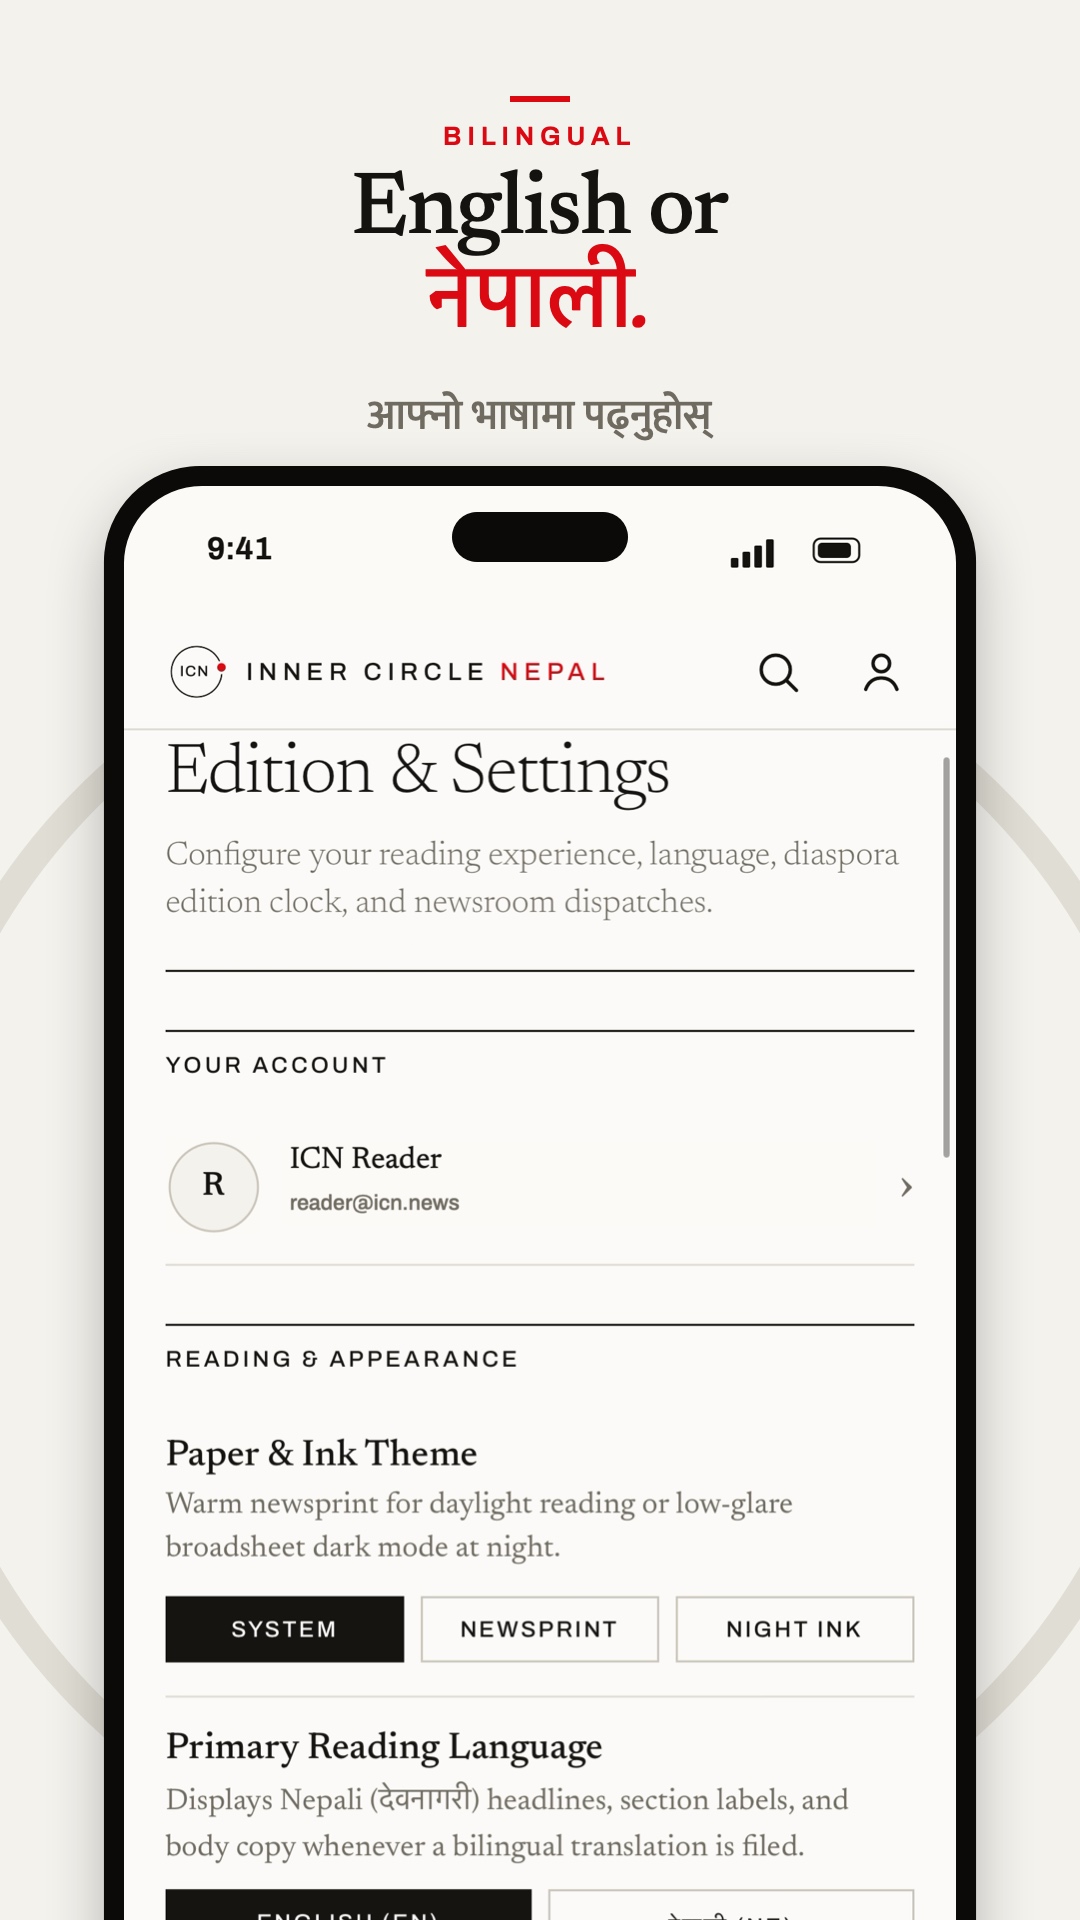 BILINGUAL
English or
नेपाली.
आफ्नो भाषामा पढ्नुहोस्
9:41
ICN
INNER CIRCLE NEPAL
Edition & Settings
Configure your reading experience, language, diaspora
edition clock, and newsroom dispatches.
YOUR ACCOUNT
R
ICN Reader
reader@icn.news
READING & APPEARANCE
Paper & Ink Theme
Warm newsprint for daylight reading or low-glare
broadsheet dark mode at night.
SYSTEM
NEWSPRINT
NIGHT INK
Primary Reading Language
Displays Nepali (देवनागरी) headlines, section labels, and
body copy whenever a bilingual translation is filed.
ENGLISH (EN)
नेपाली (NE)